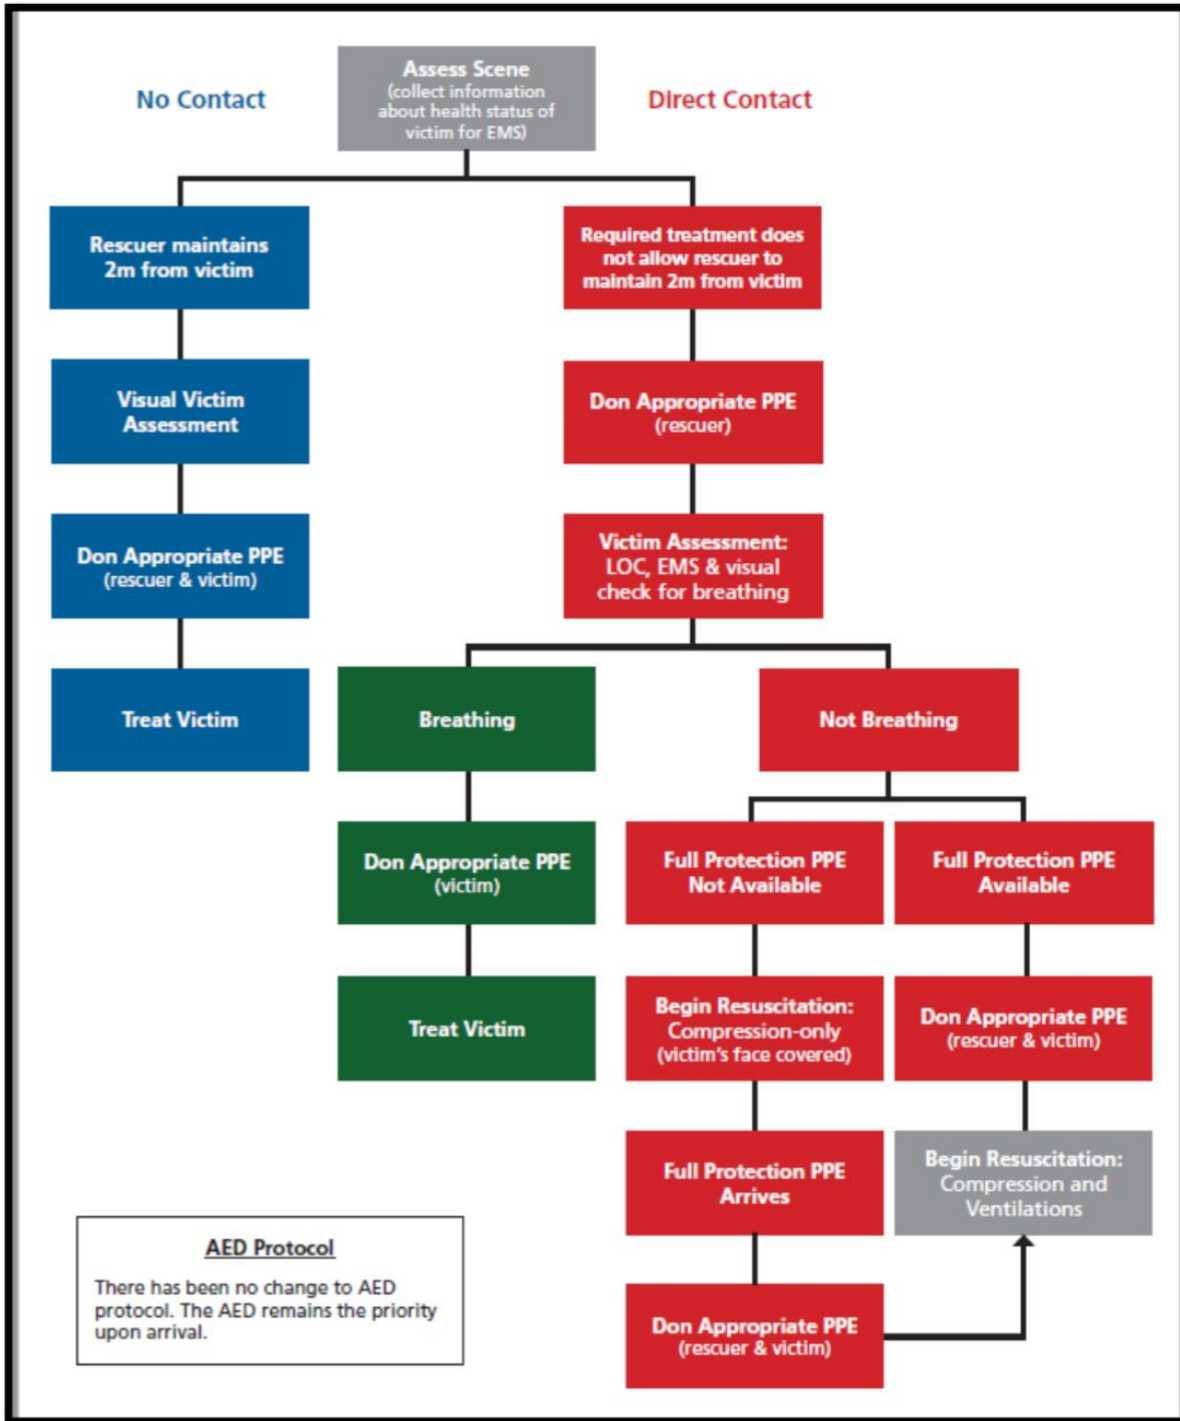 Assess Scene
(collect information
about health status of
victim for EMS)
No Contact
Direct Contact
Rescuer maintains
2m from victim
Required treatment does
not allow rescuer to
maintain 2m from victim
Visual Victim
Assessment
Don Appropriate PPE
(rescuer)
Don Appropriate PPE
(rescuer & victim)
Victim Assessment:
LOC, EMS & visual
check for breathing
Treat Victim
Breathing
Not Breathing
Don Appropriate PPE
(victim)
Full Protection PPE
Not Available
Full Protection PPE
Available
Treat Victim
Begin Resuscitation:
Compression-only
(victim's face covered)
Don Appropriate PPE
(rescuer & victim)
Full Protection PPE
Arrives
Begin Resuscitation:
Compression and
Ventilations
AED Protocol
There has been no change to AED
protocol. The AED remains the priority
upon arrival.
Don Appropriate PPE
(rescuer & victim)